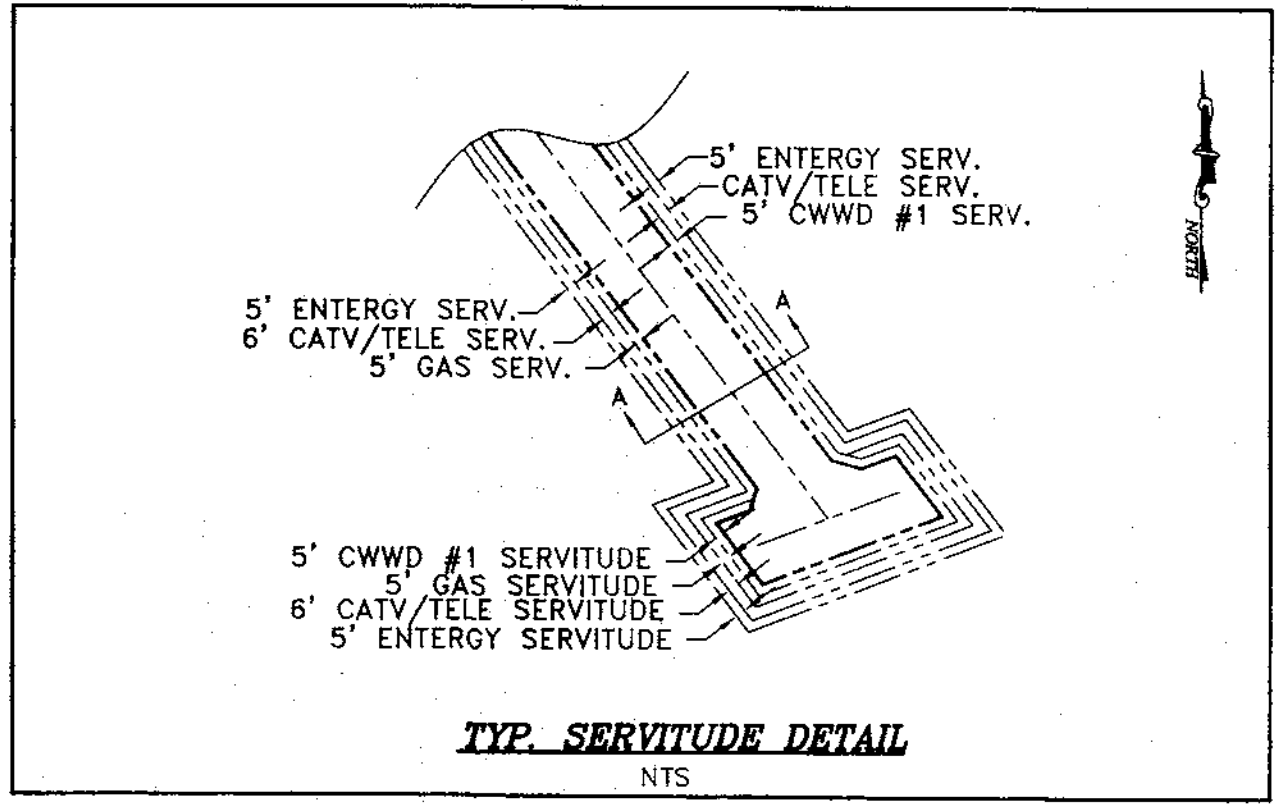 5' ENTERGY SERV.
CATV/TELE SERV.
5' CWWD #1 SERV.
NORTH
5' ENTERGY SERV.
6' CATV/TELE SERV.
5' GAS SERV.
A
A
5' CWWD #1 SERVITUDE
5' GAS SERVITUDE
6' CATV/TELE SERVITUDE
5' ENTERGY SERVITUDE
TYP. SERVITUDE DETAIL
NTS